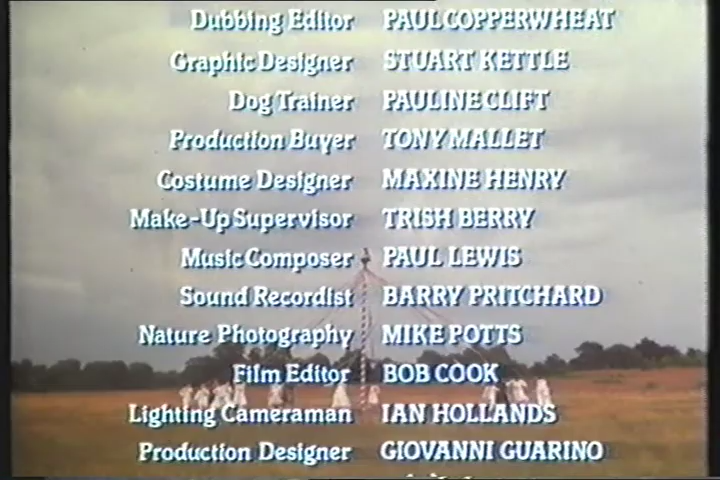 Dubbing Editor PAUL COPPERWHEAT
Graphic Designer STUART KETTLE
Dog Trainer PAULINE CLIFT
Production Buyer TONY MALLET
Costume Designer MAXINE HENRY
Make-Up Supervisor TRISH BERRY
Music Composer PAUL LEWIS
Sound Recordist BARRY PRITCHARD
Nature Photography MIKE POTTS
Film Editor BOB COOK
Lighting Cameraman IAN HOLLANDS
Production Designer GIOVANNI GUARINO